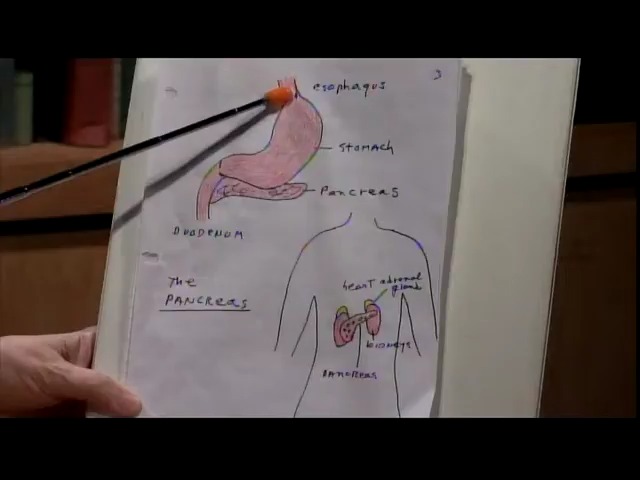 3
esophagus
STOMACH
Pancreas
DUODENUM
The
PANCREAS
heart adrenal
gland
kidneys
PANCREAS